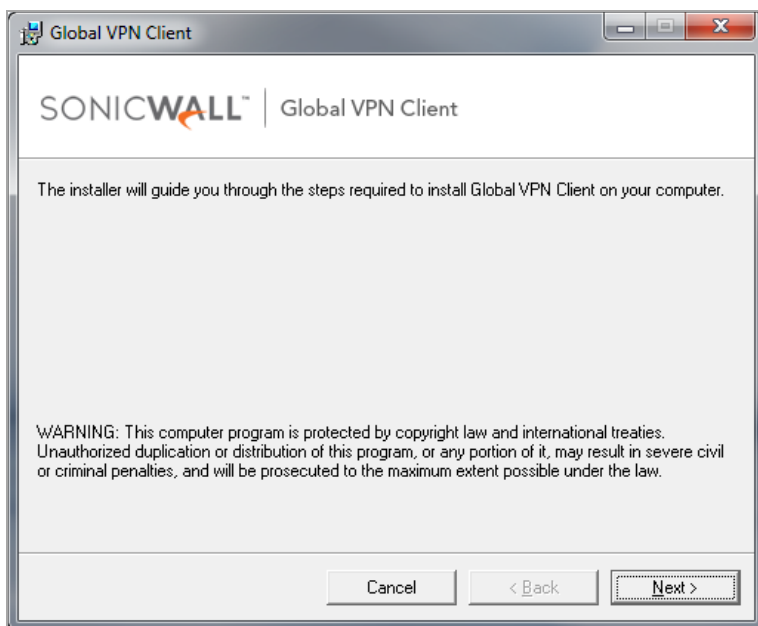 Global VPN Client
SONICWALL™ | Global VPN Client
The installer will guide you through the steps required to install Global VPN Client on your computer.
WARNING: This computer program is protected by copyright law and international treaties.
Unauthorized duplication or distribution of this program, or any portion of it, may result in severe civil
or criminal penalties, and will be prosecuted to the maximum extent possible under the law.
Cancel < Back Next >